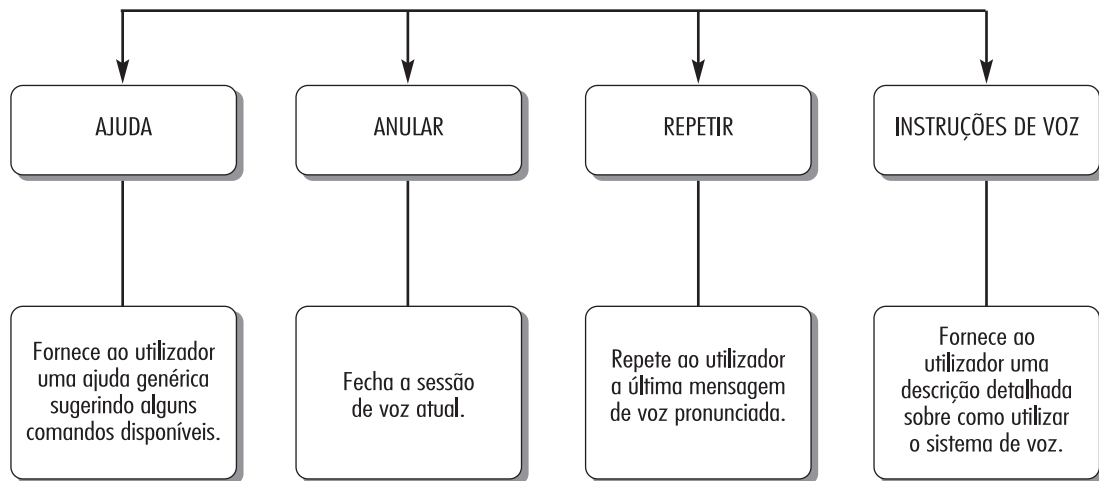 AJUDA
ANULAR
REPETIR
INSTRUÇÕES DE VOZ
Fornece ao utilizador
uma ajuda genérica
sugerindo alguns
comandos disponíveis.
Fecha a sessão
de voz atual.
Repete ao utilizador
a última mensagem
de voz pronunciada.
Fornece ao
utilizador uma
descrição detalhada
sobre como utilizar
o sistema de voz.